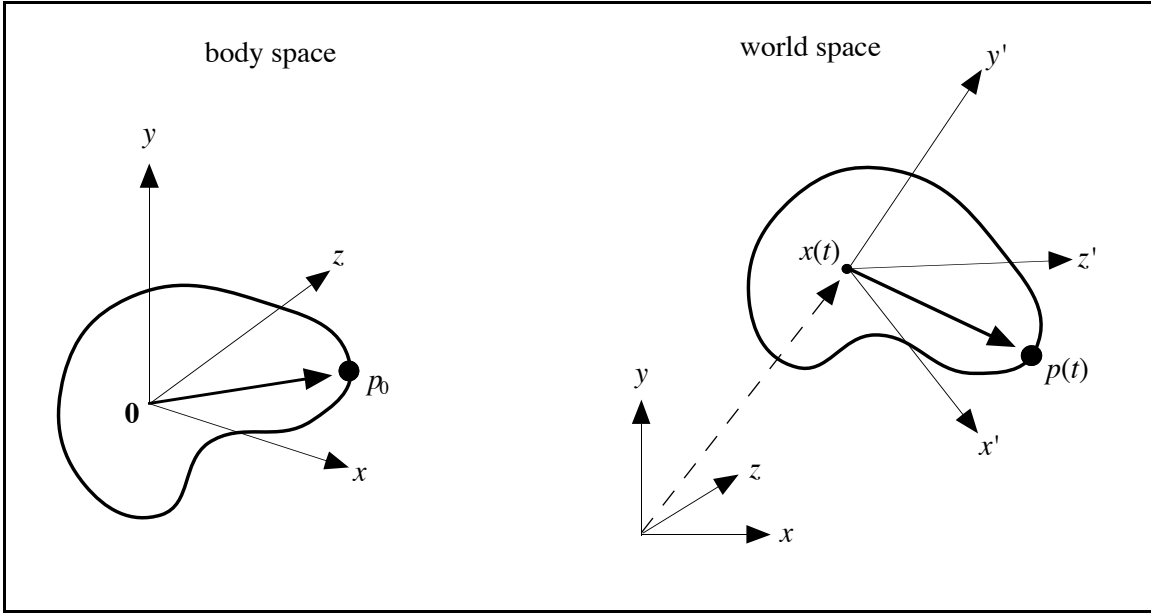 body space
y
z
0
p0
x
world space
y'
x(t)
z'
p(t)
x'
y
z
x